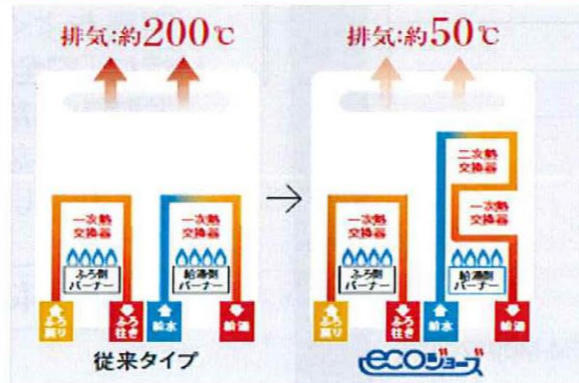 排気:約200℃
一次熱
交換器
ふろ側
バーナー
ふろ
戻り
ふろ
往き
一次熱
交換器
給湯側
バーナー
給水
給湯
従来タイプ
→
排気:約50℃
一次熱
交換器
ふろ側
バーナー
ふろ
戻り
ふろ
往き
二次熱
交換器
一次熱
交換器
給湯側
バーナー
給水
給湯
ecoジョーズ